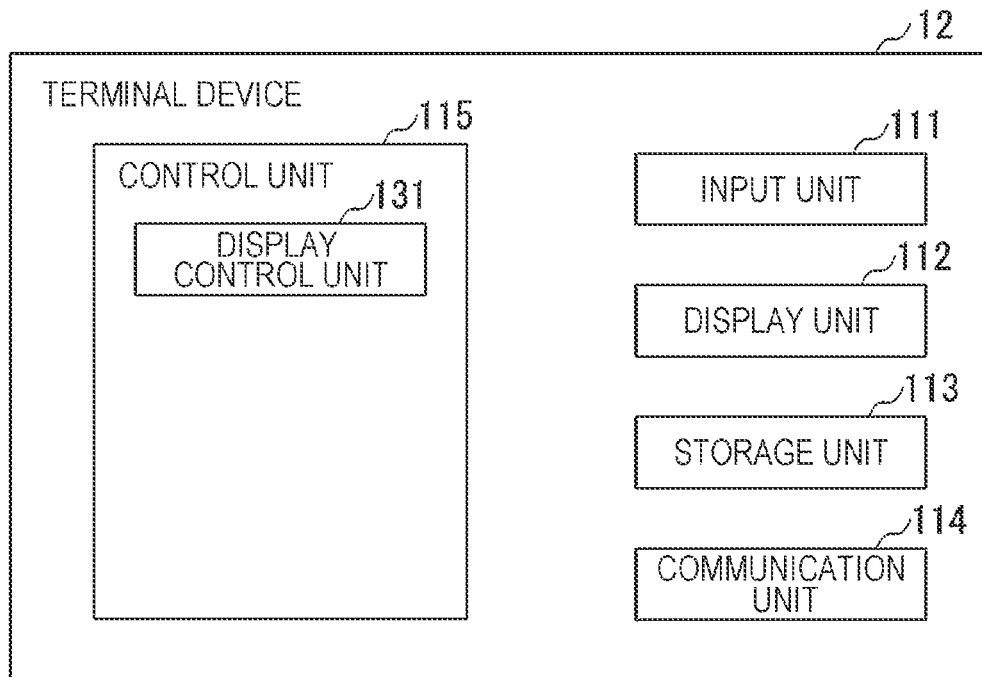 12
TERMINAL DEVICE
115
CONTROL UNIT
131
DISPLAY
CONTROL UNIT
111
INPUT UNIT
112
DISPLAY UNIT
113
STORAGE UNIT
114
COMMUNICATION
UNIT